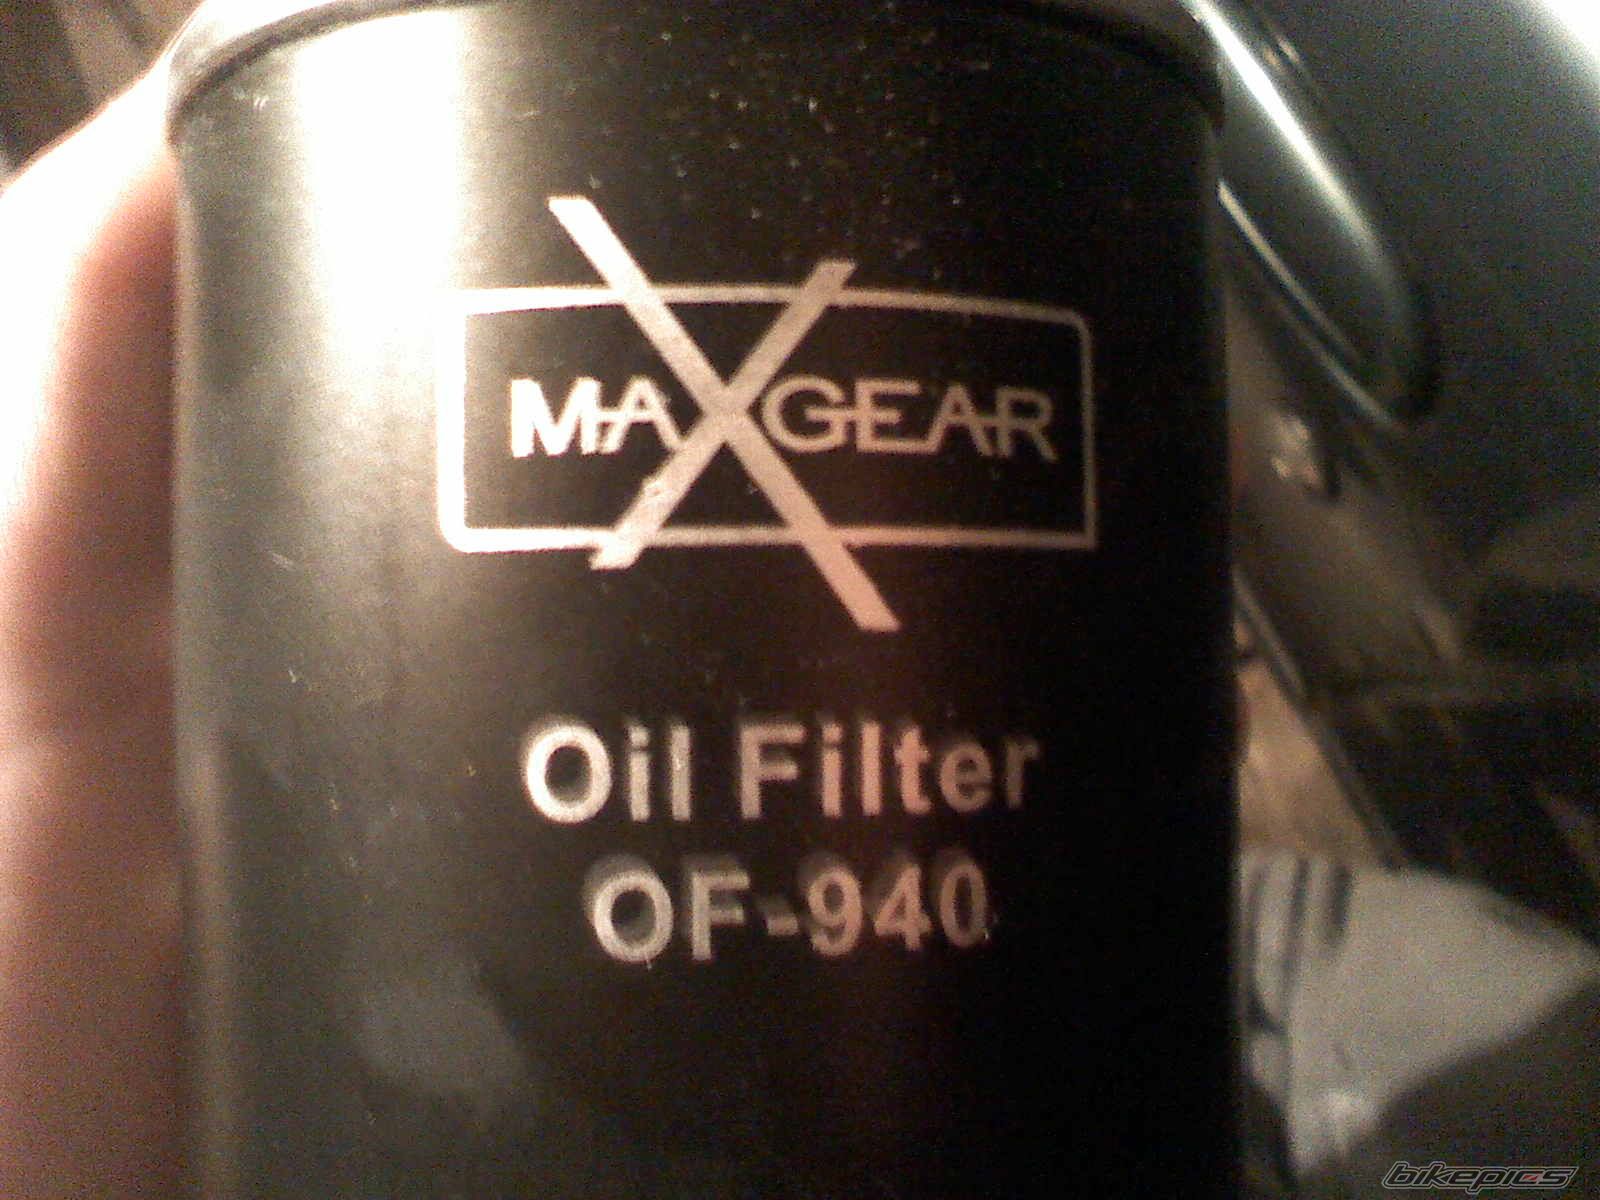 MAXGEAR
Oil Filter
OF-940
bikepics